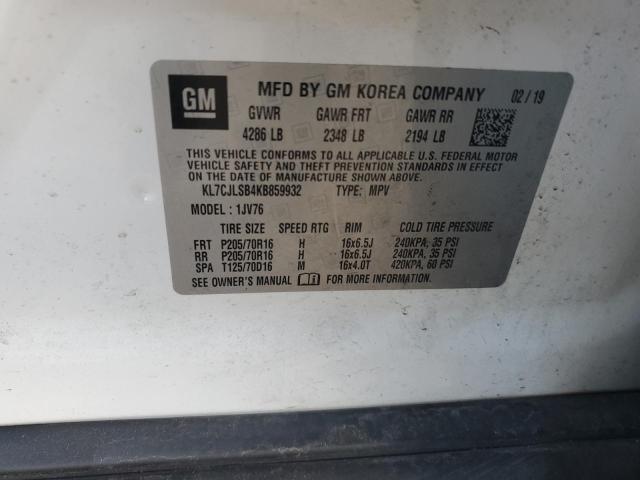 GM
MFD BY GM KOREA COMPANY 02 / 19
GVWR GAWR FRT GAWR RR
4286 LB 2348 LB 2194 LB
THIS VEHICLE CONFORMS TO ALL APPLICABLE U.S. FEDERAL MOTOR
VEHICLE SAFETY AND THEFT PREVENTION STANDARDS IN EFFECT
ON THE DATE OF MANUFACTURE SHOWN ABOVE.
KL7CJLSB4KB859932 TYPE: MPV
MODEL : 1JV76
TIRE SIZE SPEED RTG RIM COLD TIRE PRESSURE
FRT P205/70R16 H 16x6.5J 240KPA, 35 PSI
RR P205/70R16 H 16x6.5J 240KPA, 35 PSI
SPA T125/70D16 M 16x4.0T 420KPA, 60 PSI
SEE OWNER'S MANUAL FOR MORE INFORMATION.